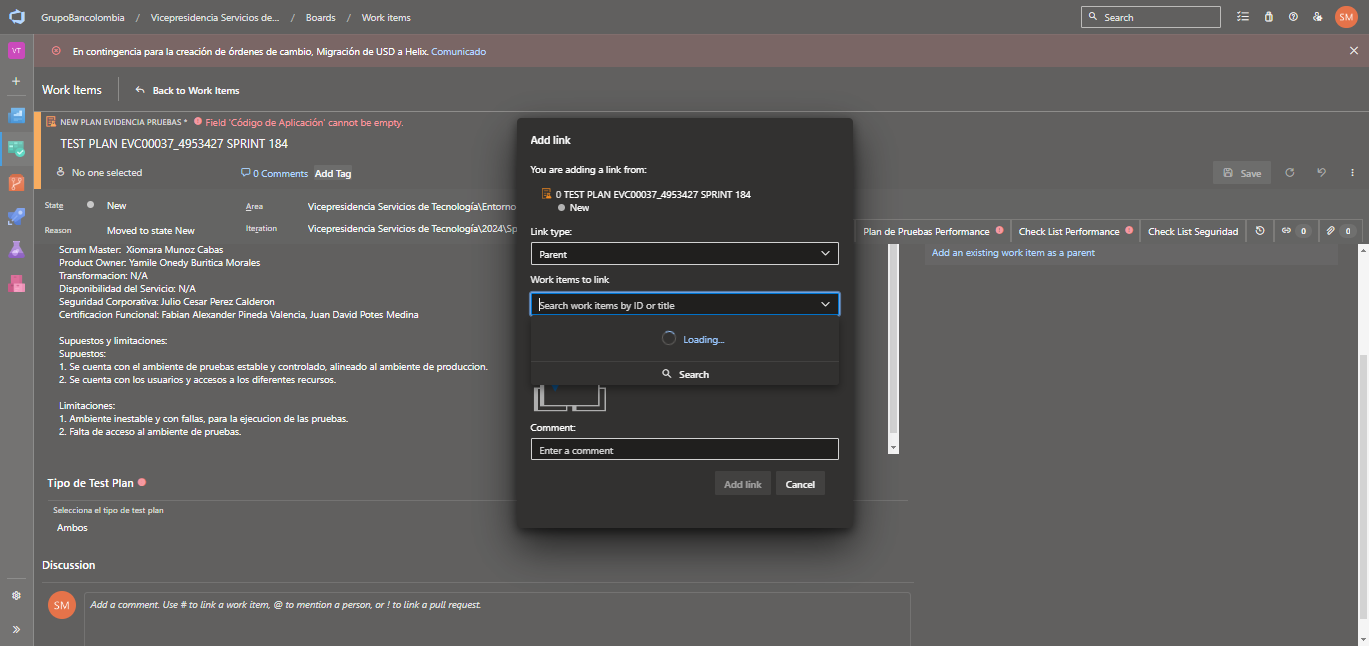 GrupoBancolombia / Vicepresidencia Servicios de... / Boards / Work items
Search
SM
VT
En contingencia para la creación de órdenes de cambio, Migración de USD a Helix. Comunicado
Work Items
Back to Work Items
NEW PLAN EVIDENCIA PRUEBAS * Field 'Código de Aplicación' cannot be empty.
TEST PLAN EVC00037_4953427 SPRINT 184
No one selected
0 Comments
Add Tag
Save
State
New
Area
Vicepresidencia Servicios de Tecnología\Entorno
Reason
Moved to state New
Iteration
Vicepresidencia Servicios de Tecnología\2024\Sp
Plan de Pruebas Performance
Check List Performance
Check List Seguridad
0
0
Scrum Master: Xiomara Munoz Cabas
Product Owner: Yamile Onedy Buritica Morales
Transformacion: N/A
Disponibilidad del Servicio: N/A
Seguridad Corporativa: Julio Cesar Perez Calderon
Certificacion Funcional: Fabian Alexander Pineda Valencia, Juan David Potes Medina
Supuestos y limitaciones:
Supuestos:
1. Se cuenta con el ambiente de pruebas estable y controlado, alineado al ambiente de produccion.
2. Se cuenta con los usuarios y accesos a los diferentes recursos.
Limitaciones:
1. Ambiente inestable y con fallas, para la ejecucion de las pruebas.
2. Falta de acceso al ambiente de pruebas.
Add an existing work item as a parent
Tipo de Test Plan
Selecciona el tipo de test plan
Ambos
Discussion
SM
Add a comment. Use # to link a work item, @ to mention a person, or ! to link a pull request.
Add link
You are adding a link from:
0 TEST PLAN EVC00037_4953427 SPRINT 184
New
Link type:
Parent
Work items to link
Search work items by ID or title
Loading...
Search
Comment:
Enter a comment
Add link
Cancel